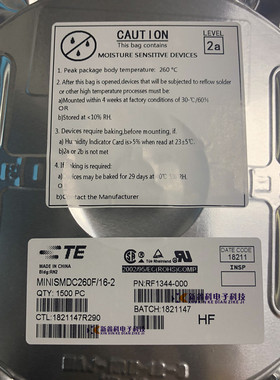 CAUTION
This bag contains
MOISTURE SENSITIVE DEVICES
LEVEL
2a
1. Peak package body temperature: 260 °C
2. After this bag is opened,devices that will be subjected to reflow solder
or other high temperature processes must be
a)Mounted within 4 weeks at factory conditions of 30℃/60%
OR
b)Stored at <10% RH.
3. Devices require baking,before mounting,if:
a) Humidity Indicator Card is>5% when read at 23±5℃.
b)2a or 2b is not met
4. If baking is required:
a)Devices may be baked for 29 days at
OR
b)Contact the Manufacturer
TE
MADE IN CHINA
2002/95/EC(ROHS)COMP
DATE CODE
18211
INSP
MINISMDC260F/16-2
QTY: 1500 PC
PN:RF1344-000
BATCH:1821147
CTL:1821147R290
HF